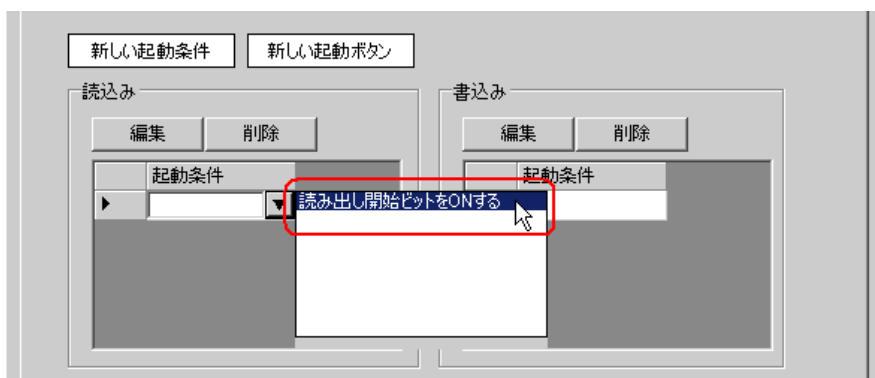 新しい起動条件 新しい起動ボタン
読込み 書込み
編集 削除 編集 削除
起動条件 起動条件
読み出し開始ビットをONする